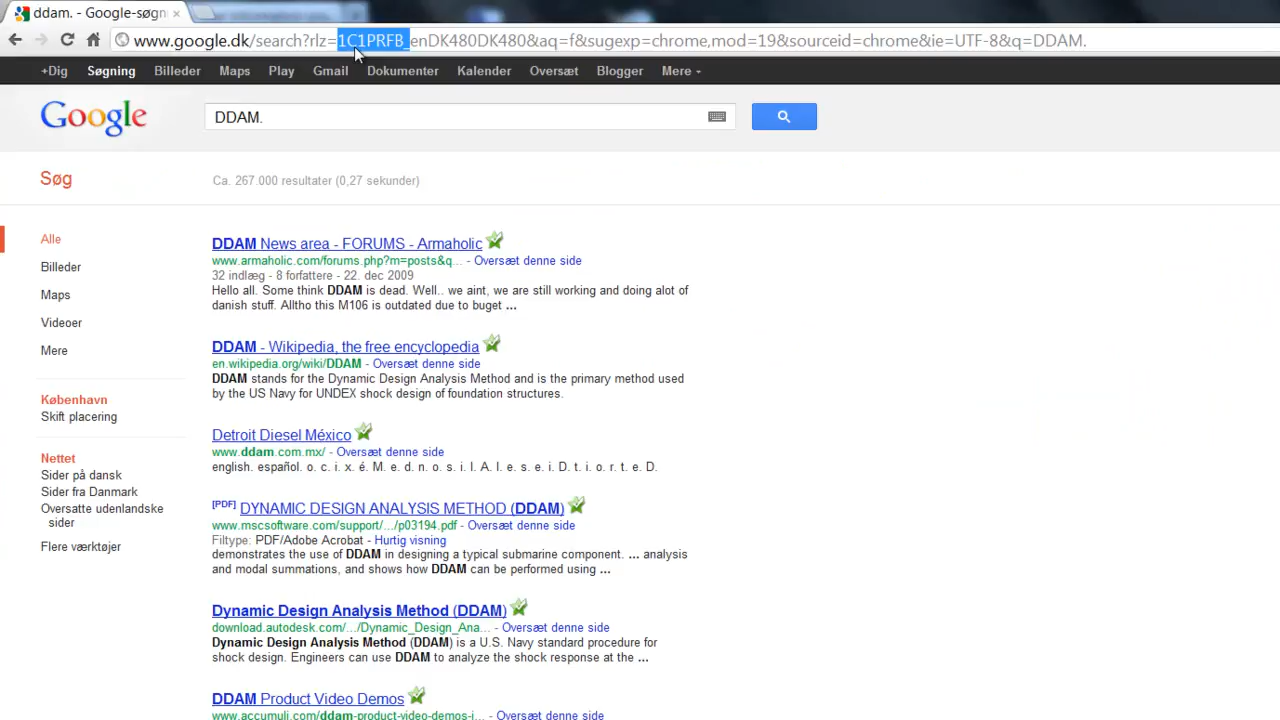 ddam. - Google-søgn
www.google.dk/search?rlz=1C1PRFB_enDK480DK480&aq=f&sugexp=chrome,mod=19&sourceid=chrome&ie=UTF-8&q=DDAM.
+Dig Søgning Billeder Maps Play Gmail Dokumenter Kalender Oversæt Blogger Mere
Google DDAM.
Søg Ca. 267.000 resultater (0,27 sekunder)
Alle
Billeder
Maps
Videoer
Mere
København
Skift placering
Nettet
Sider på dansk
Sider fra Danmark
Oversatte udenlandske
sider
Flere værktøjer
DDAM News area - FORUMS - Armaholic
www.armaholic.com/forums.php?m=posts&q... - Oversæt denne side
32 indlæg - 8 forfattere - 22. dec 2009
Hello all. Some think DDAM is dead. Well.. we aint, we are still working and doing alot of
danish stuff. Alltho this M106 is outdated due to buget ...
DDAM - Wikipedia, the free encyclopedia
en.wikipedia.org/wiki/DDAM - Oversæt denne side
DDAM stands for the Dynamic Design Analysis Method and is the primary method used
by the US Navy for UNDEX shock design of foundation structures.
Detroit Diesel México
www.ddam.com.mx/ - Oversæt denne side
english. español. o. c. i. x. é. M. e. d. n. o. s. i. l. A. l. e. s. e. i. D. t. i. o. r. t. e. D.
[PDF] DYNAMIC DESIGN ANALYSIS METHOD (DDAM)
www.mscsoftware.com/support/.../p03194.pdf - Oversæt denne side
Filtype: PDF/Adobe Acrobat - Hurtig visning
demonstrates the use of DDAM in designing a typical submarine component. ... analysis
and modal summations, and shows how DDAM can be performed using ...
Dynamic Design Analysis Method (DDAM)
download.autodesk.com/.../Dynamic_Design_Ana... - Oversæt denne side
Dynamic Design Analysis Method (DDAM) is a U.S. Navy standard procedure for
shock design. Engineers can use DDAM to analyze the shock response at the ...
DDAM Product Video Demos
www.accumuli.com/ddam-product-video-demos-i... - Oversæt denne side